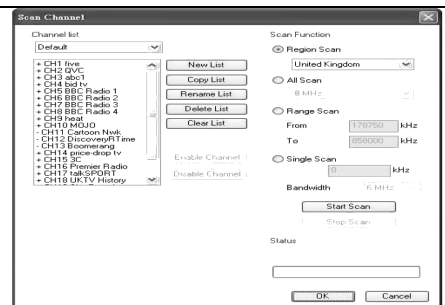 Scan Channel
Channel list
Default
+ CH1 five
+ CH2 QVC
+ CH3 abc1
+ CH4 bid tv
+ CH5 BBC Radio 1
+ CH6 BBC Radio 2
+ CH7 BBC Radio 3
+ CH8 BBC Radio 4
+ CH9 heat
+ CH10 MOJO
- CH11 Cartoon Nwk
- CH12 DiscoveryRTime
- CH13 Boomerang
+ CH14 price-drop tv
+ CH15 3C
+ CH16 Premier Radio
+ CH17 talkSPORT
+ CH18 UKTV History
New List
Copy List
Rename List
Delete List
Clear List
Enable Channel
Disable Channel
Scan Function
Region Scan
United Kingdom
All Scan
8 MHz
Range Scan
From 178750 kHz
To 858000 kHz
Single Scan
0 kHz
Bandwidth 6 MHz
Start Scan
Stop Scan
Status
OK Cancel